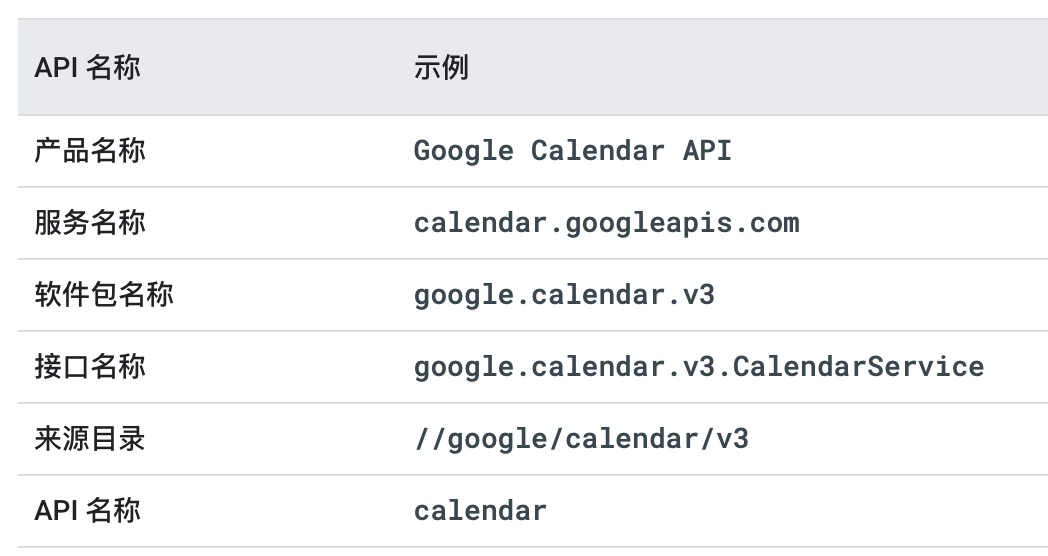 API 名称 示例
产品名称 Google Calendar API
服务名称 calendar.googleapis.com
软件包名称 google.calendar.v3
接口名称 google.calendar.v3.CalendarService
来源目录 //google/calendar/v3
API 名称 calendar